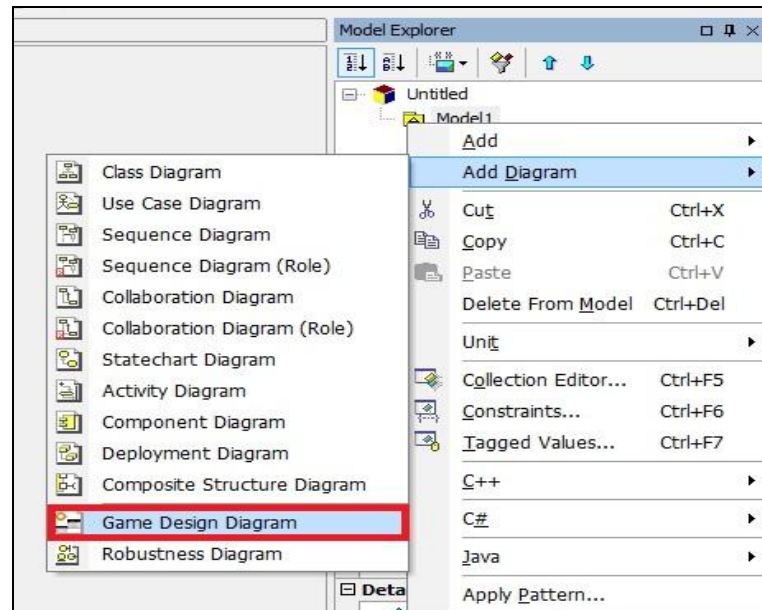 Model Explorer
Untitled
Model1
Add
Add Diagram
Cut Ctrl+X
Copy Ctrl+C
Paste Ctrl+V
Delete From Model Ctrl+Del
Unit
Collection Editor... Ctrl+F5
Constraints... Ctrl+F6
Tagged Values... Ctrl+F7
C++
C#
Java
Apply Pattern...
Class Diagram
Use Case Diagram
Sequence Diagram
Sequence Diagram (Role)
Collaboration Diagram
Collaboration Diagram (Role)
Statechart Diagram
Activity Diagram
Component Diagram
Deployment Diagram
Composite Structure Diagram
Game Design Diagram
Robustness Diagram
Deta